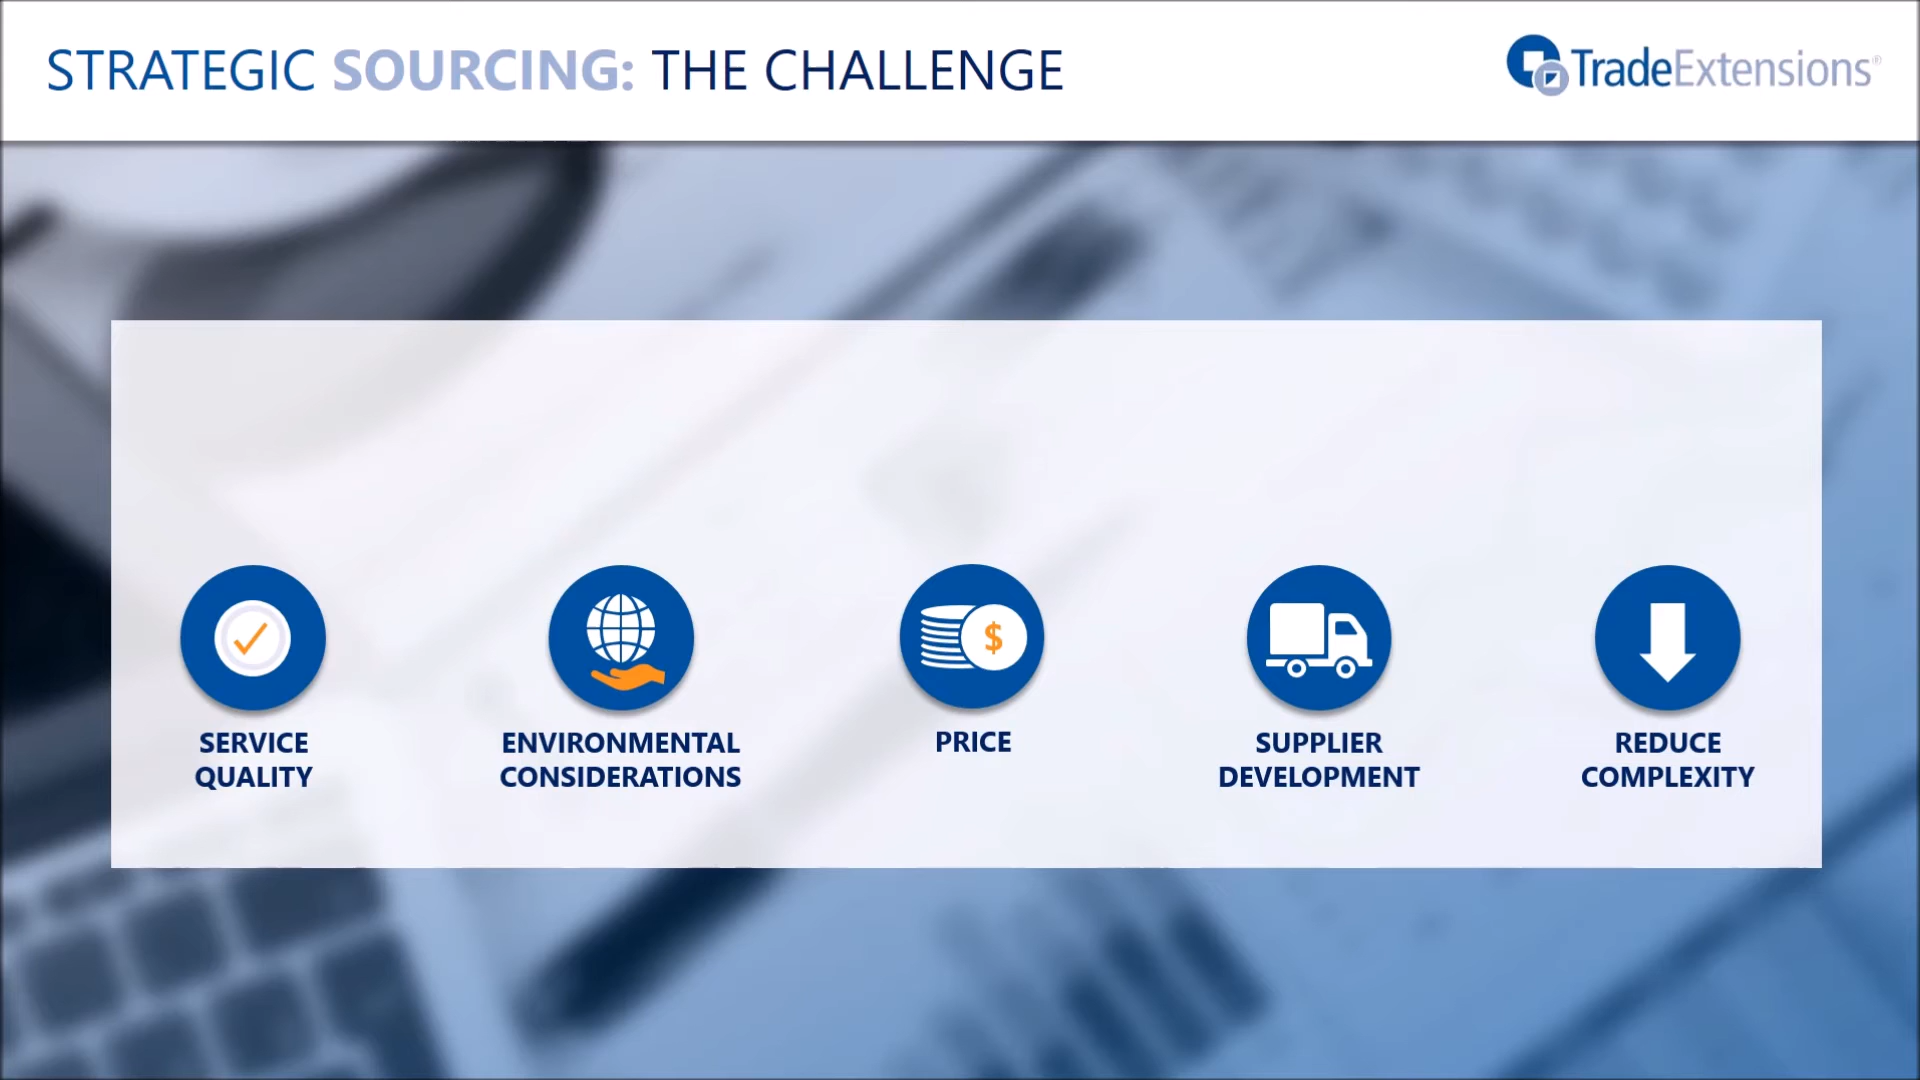 STRATEGIC SOURCING: THE CHALLENGE
TradeExtensions®
SERVICE
QUALITY
ENVIRONMENTAL
CONSIDERATIONS
$
PRICE
SUPPLIER
DEVELOPMENT
REDUCE
COMPLEXITY